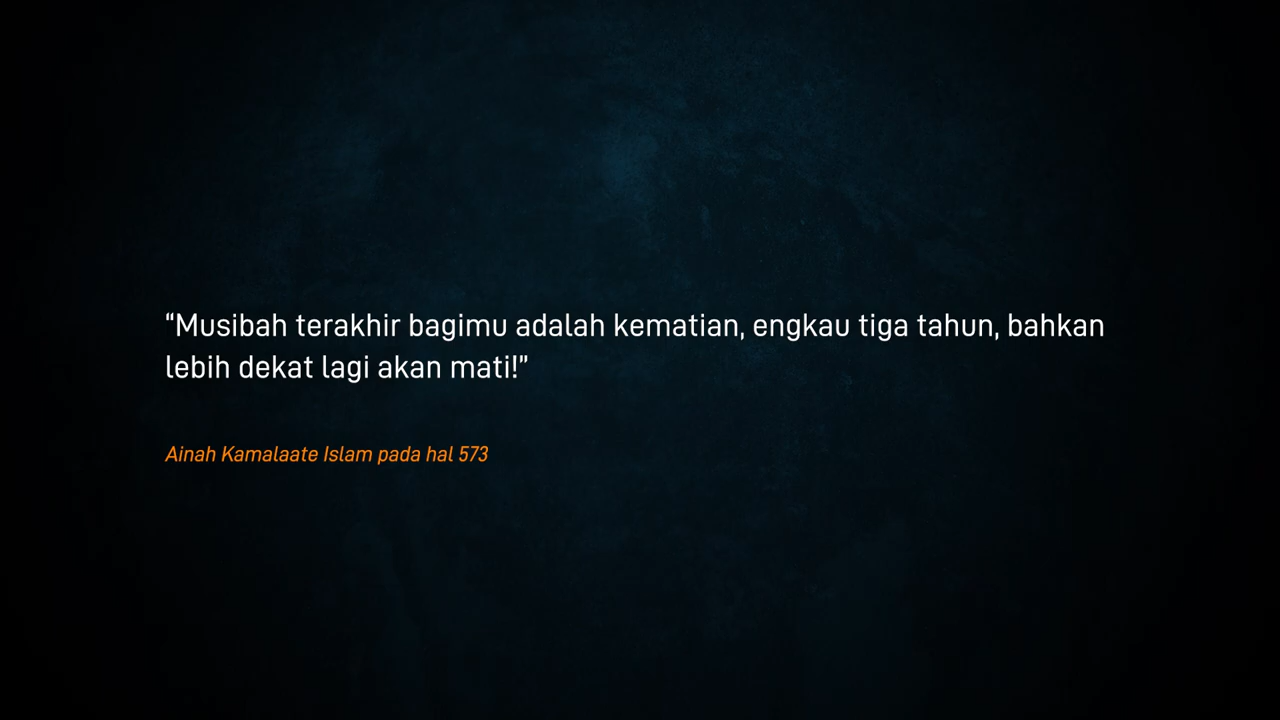 “Musibah terakhir bagimu adalah kematian, engkau tiga tahun, bahkan
lebih dekat lagi akan mati!”
Ainah Kamalaate Islam pada hal 573